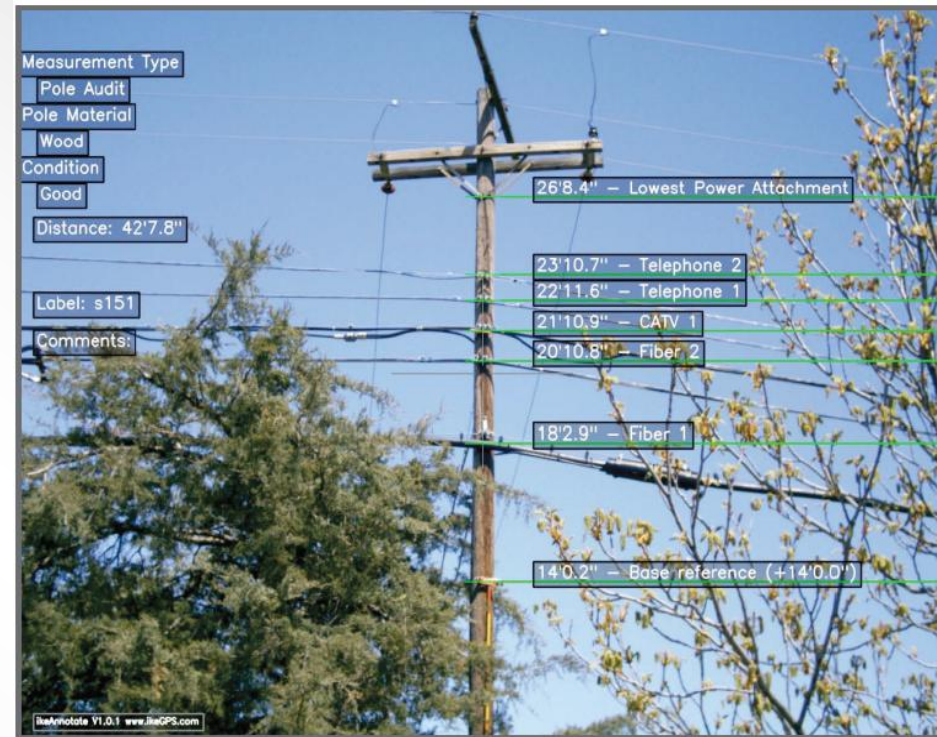 Measurement Type
Pole Audit
Pole Material
Wood
Condition
Good
Distance: 42'7.8"
Label: s151
Comments:
26'8.4" – Lowest Power Attachment
23'10.7" – Telephone 2
22'11.6" – Telephone 1
21'10.9" – CATV 1
20'10.8" – Fiber 2
18'2.9" – Fiber 1
14'0.2" – Base reference (+14'0.0")
ikeAnnotate V1.0.1 www.ikeGPS.com